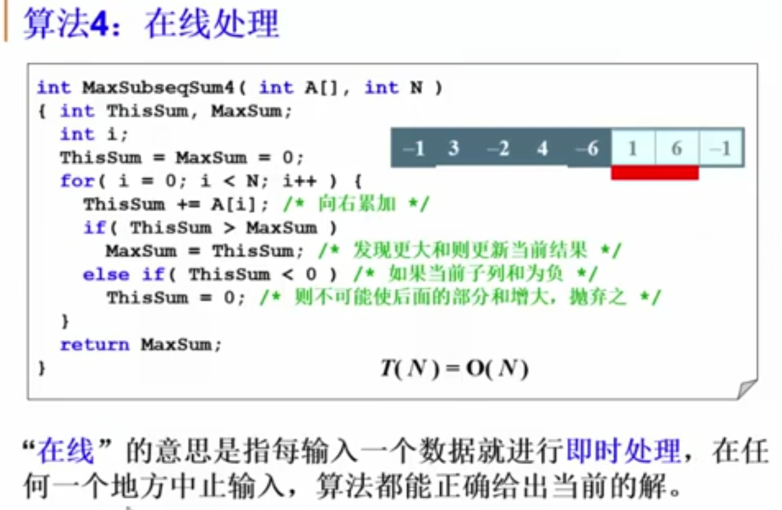 算法4：在线处理
int MaxSubseqSum4( int A[], int N )
{ int ThisSum, MaxSum;
int i;
ThisSum = MaxSum = 0;
for( i = 0; i < N; i++ ) {
ThisSum += A[i]; /* 向右累加 */
if( ThisSum > MaxSum )
MaxSum = ThisSum; /* 发现更大和则更新当前结果 */
else if( ThisSum < 0 ) /* 如果当前子列和为负 */
ThisSum = 0; /* 则不可能使后面的部分和增大，抛弃之 */
}
return MaxSum;
}
–1 3 –2 4 –6 1 6 –1
T( N ) = O( N )
“在线”的意思是指每输入一个数据就进行即时处理，在任
何一个地方中止输入，算法都能正确给出当前的解。